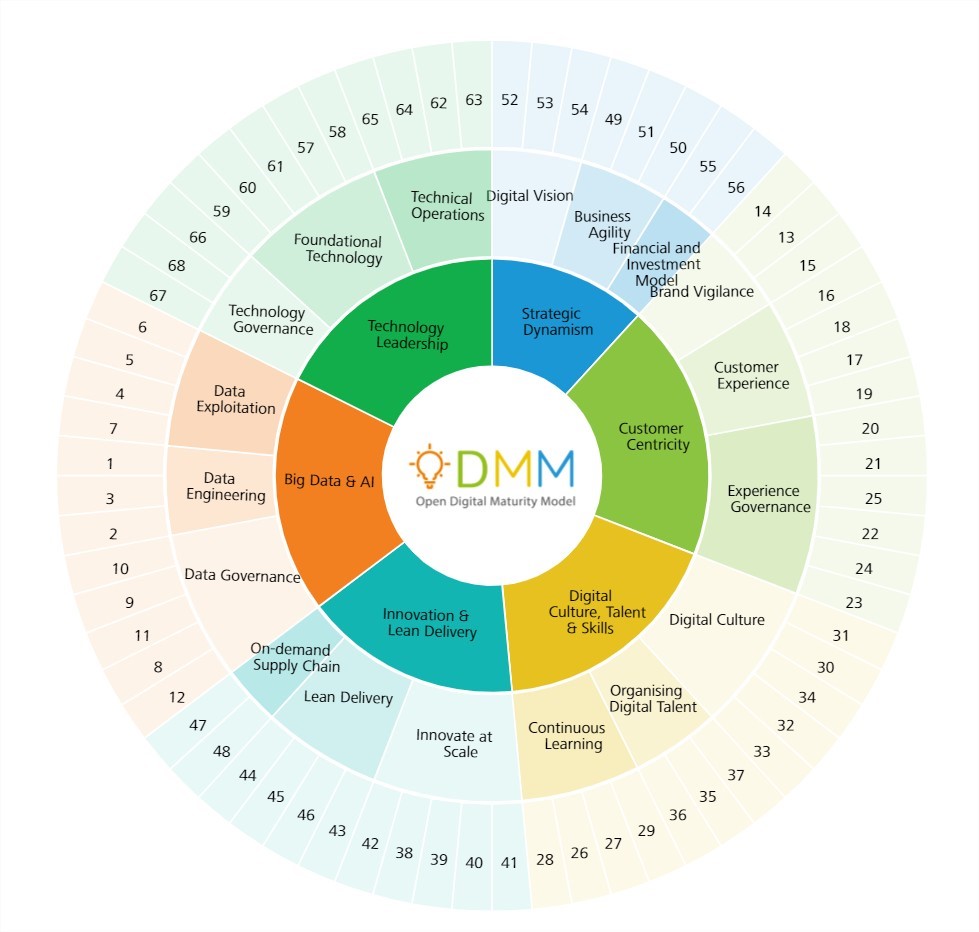 52
53
54
49
51
50
55
56
14
13
15
16
18
17
19
20
21
25
22
24
23
31
30
34
32
33
37
35
36
29
27
26
28
41
40
39
38
42
43
46
45
44
48
47
12
8
11
9
10
2
3
1
7
4
5
6
67
68
66
59
60
61
57
58
65
64
62
63
Digital Vision
Business
Agility
Financial and
Investment
Model
Brand Vigilance
Customer
Experience
Experience
Governance
Digital Culture
Organising
Digital Talent
Continuous
Learning
Innovate at
Scale
Lean Delivery
On-demand
Supply Chain
Data Governance
Data
Engineering
Data
Exploitation
Technology
Governance
Foundational
Technology
Technical
Operations
Strategic
Dynamism
Customer
Centricity
Digital
Culture, Talent
& Skills
Innovation &
Lean Delivery
Big Data & AI
Technology
Leadership
DMM
Open Digital Maturity Model